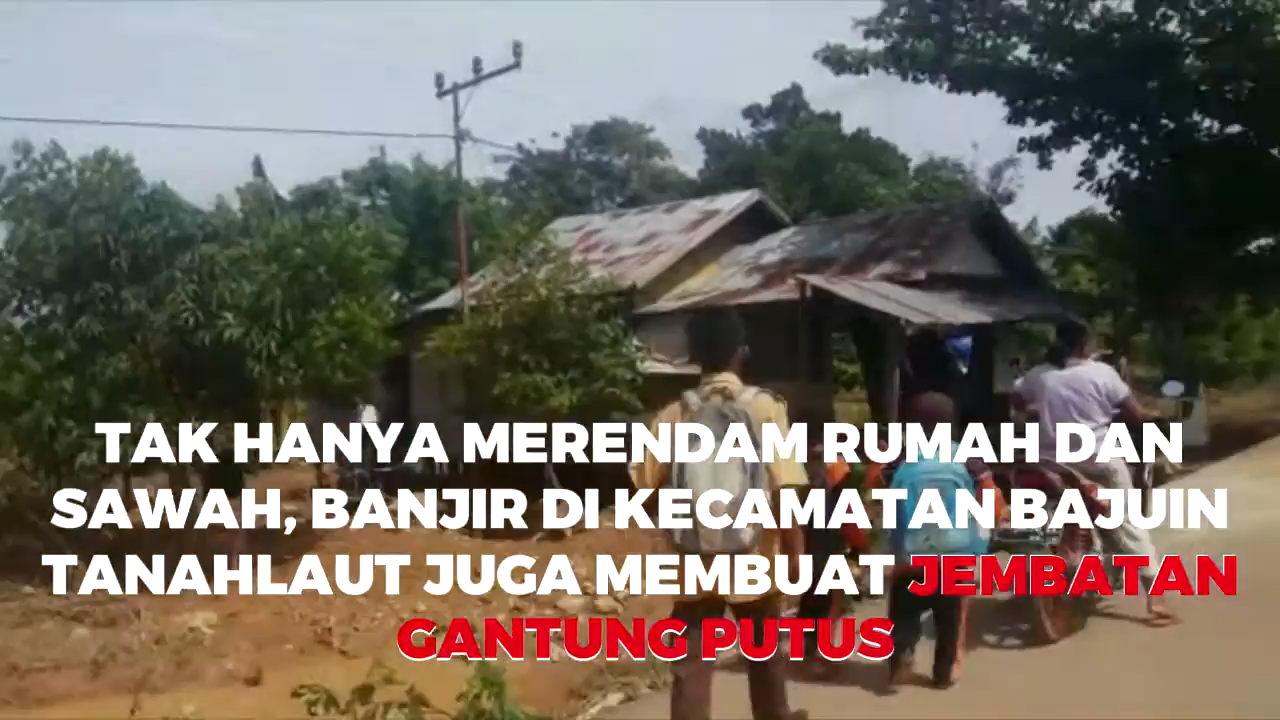 TAK HANYA MERENDAM RUMAH DAN
SAWAH, BANJIR DI KECAMATAN BAJUIN
TANAHLAUT JUGA MEMBUAT JEMBATAN
GANTUNG PUTUS